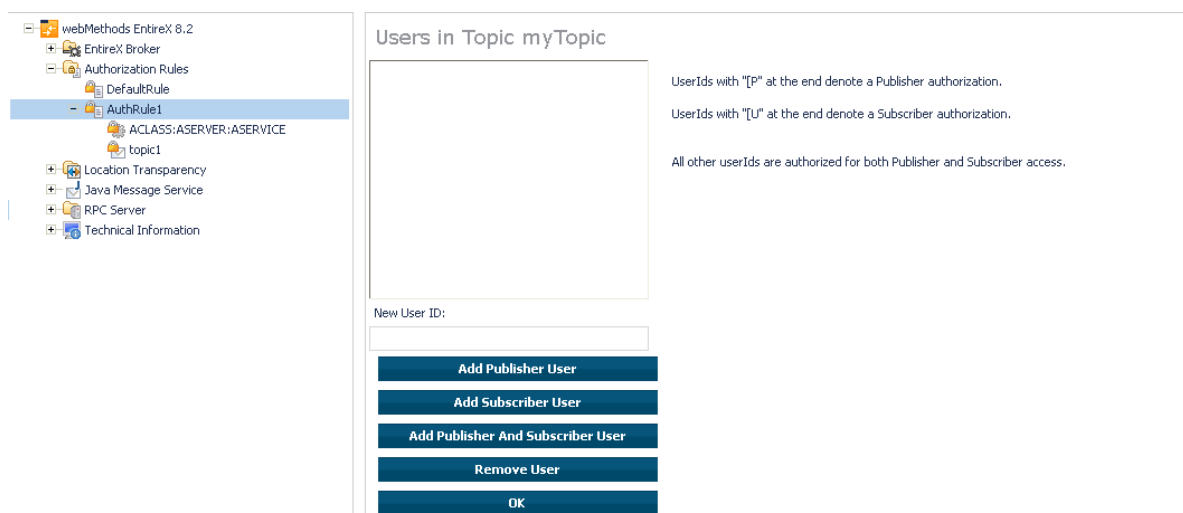 webMethods EntireX 8.2
EntireX Broker
Authorization Rules
DefaultRule
AuthRule1
ACLASS:ASERVER:ASERVICE
topic1
Location Transparency
Java Message Service
RPC Server
Technical Information
Users in Topic myTopic
UserIds with "[P" at the end denote a Publisher authorization.
UserIds with "[U" at the end denote a Subscriber authorization.
All other userIds are authorized for both Publisher and Subscriber access.
New User ID:
Add Publisher User
Add Subscriber User
Add Publisher And Subscriber User
Remove User
OK